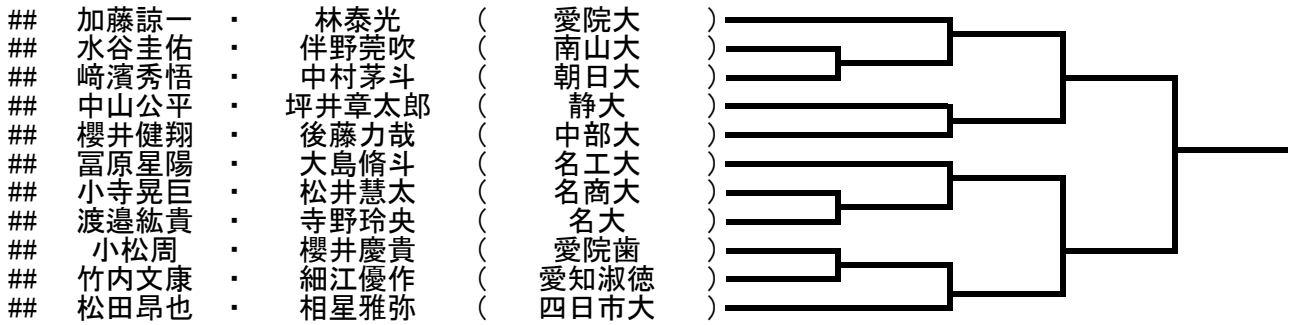 ## 加藤諒一 ・ 林泰光 ( 愛院大 )
## 水谷圭佑 ・ 伴野莞吹 ( 南山大 )
## 﨑濱秀悟 ・ 中村茅斗 ( 朝日大 )
## 中山公平 ・ 坪井章太郎 ( 静大 )
## 櫻井健翔 ・ 後藤力哉 ( 中部大 )
## 冨原星陽 ・ 大島脩斗 ( 名工大 )
## 小寺晃巨 ・ 松井慧太 ( 名商大 )
## 渡邉紘貴 ・ 寺野玲央 ( 名大 )
## 小松周 ・ 櫻井慶貴 ( 愛院歯 )
## 竹内文康 ・ 細江優作 ( 愛知淑徳 )
## 松田昂也 ・ 相星雅弥 ( 四日市大 )